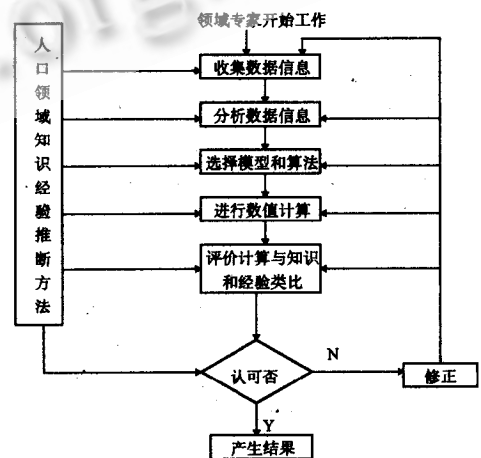 领域专家开始工作
人口领域知识经验推断方法
收集数据信息
分析数据信息
选择模型和算法
进行数值计算
评价计算与知识
和经验类比
认可否
N
修正
Y
产生结果